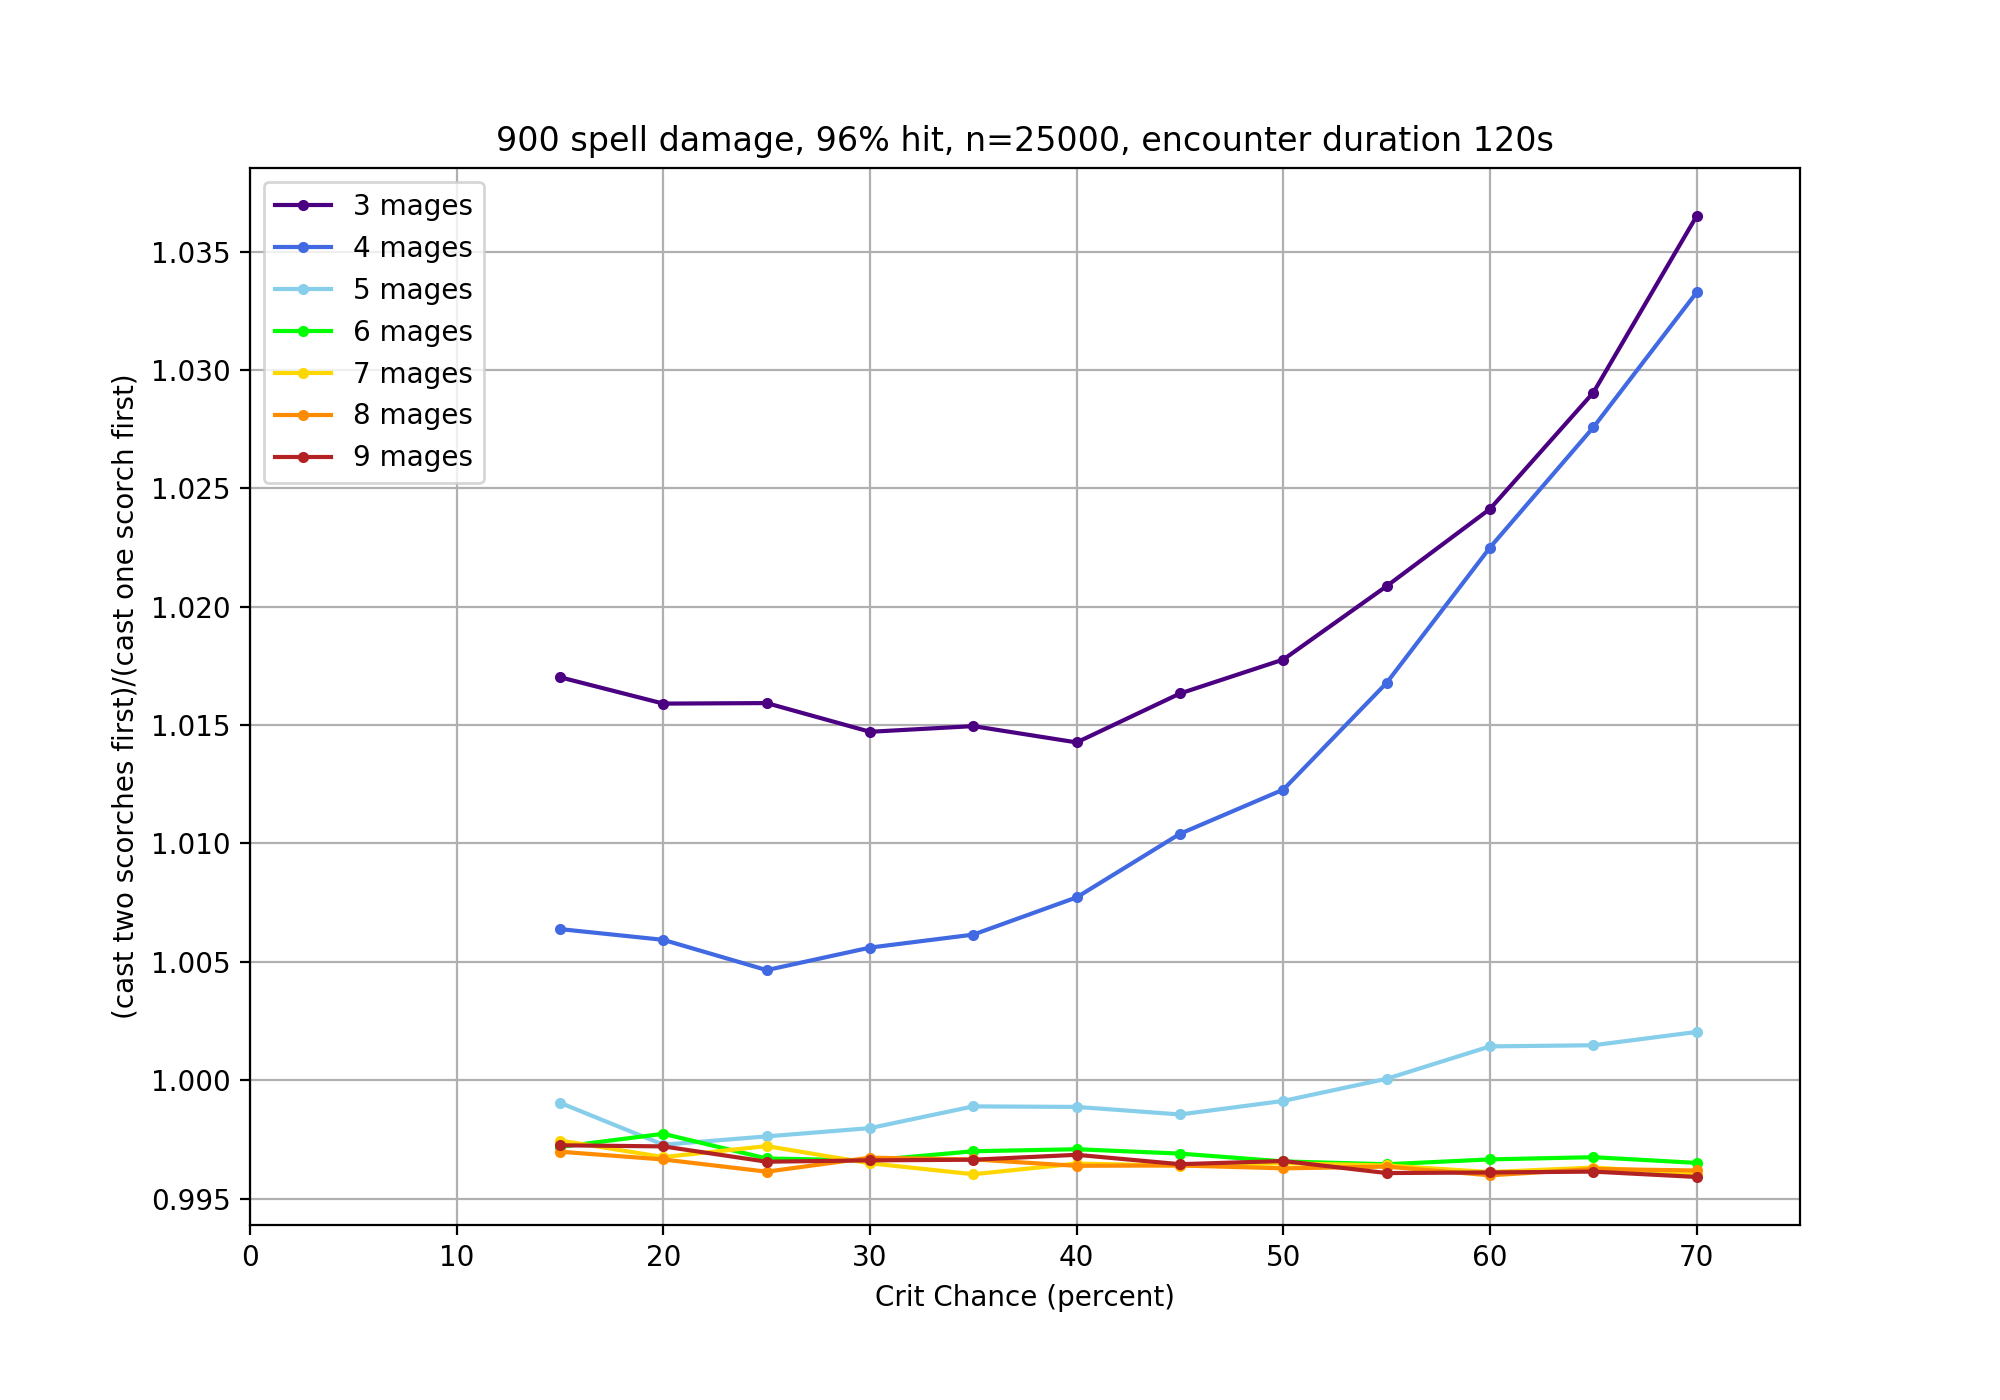 900 spell damage, 96% hit, n=25000, encounter duration 120s
3 mages
4 mages
5 mages
6 mages
7 mages
8 mages
9 mages
(cast two scorches first)/(cast one scorch first)
1.035
1.030
1.025
1.020
1.015
1.010
1.005
1.000
0.995
0 10 20 30 40 50 60 70
Crit Chance (percent)